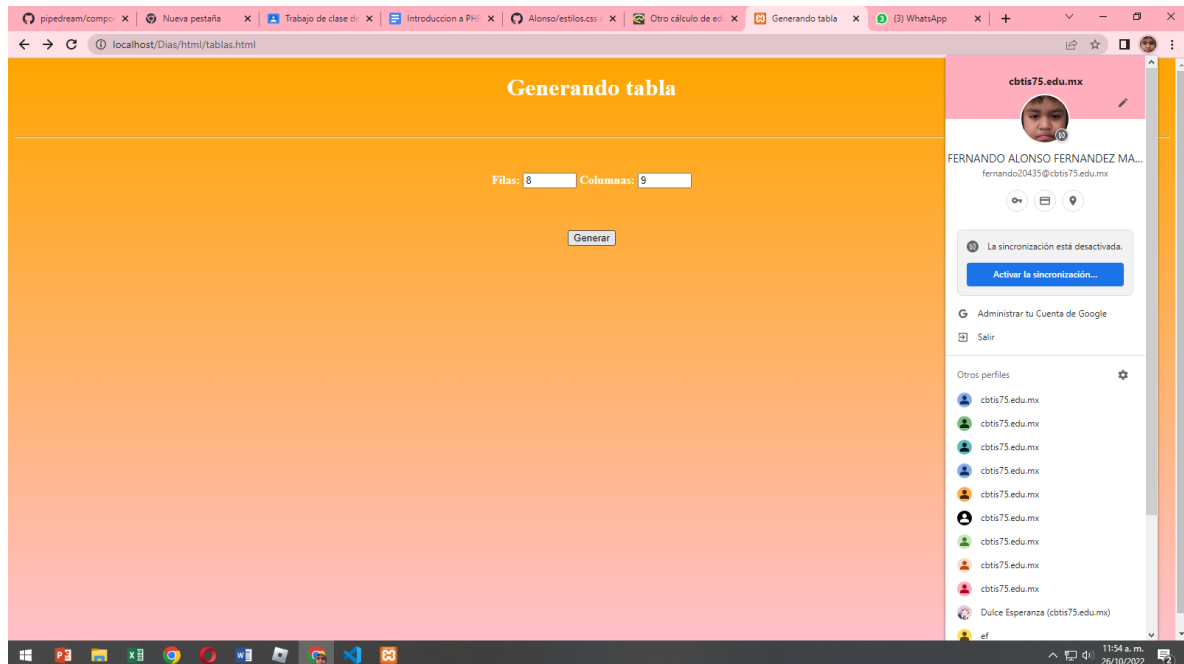 pipedream/compo
Nueva pestaña
Trabajo de clase de
Introduccion a PHP
Alonso/estilos.css
Otro cálculo de ed
Generando tabla
(3) WhatsApp
localhost/Dias/html/tablas.html
Generando tabla
Filas: 8 Columnas: 9
Generar
cbtis75.edu.mx
FERNANDO ALONSO FERNANDEZ MA...
fernando20435@cbtis75.edu.mx
La sincronización está desactivada.
Activar la sincronización...
Administrar tu Cuenta de Google
Salir
Otros perfiles
cbtis75.edu.mx
cbtis75.edu.mx
cbtis75.edu.mx
cbtis75.edu.mx
cbtis75.edu.mx
cbtis75.edu.mx
cbtis75.edu.mx
cbtis75.edu.mx
cbtis75.edu.mx
Dulce Esperanza (cbtis75.edu.mx)
ef
11:54 a. m.
26/10/2022